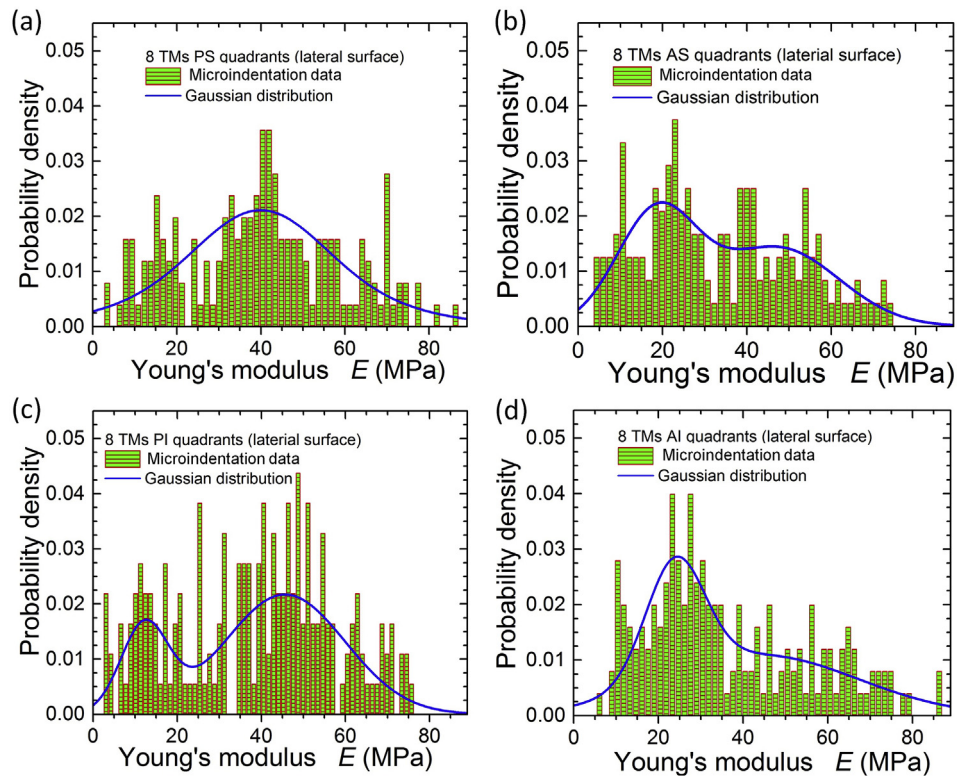 (a)
0.05
0.04
0.03
0.02
0.01
0.00
Probability density
8 TMs PS quadrants (lateral surface)
Microindentation data
Gaussian distribution
0 20 40 60 80
Young's modulus E (MPa)
(b)
0.05
0.04
0.03
0.02
0.01
0.00
Probability density
8 TMs AS quadrants (laterial surface)
Microindentation data
Gaussian distribution
0 20 40 60 80
Young's modulus E (MPa)
(c)
0.05
0.04
0.03
0.02
0.01
0.00
Probability density
8 TMs PI quadrants (laterial surface)
Microindentation data
Gaussian distribution
0 20 40 60 80
Young's modulus E (MPa)
(d)
0.05
0.04
0.03
0.02
0.01
0.00
Probability density
8 TMs AI quadrants (lateral surface)
Microindentation data
Gaussian distribution
0 20 40 60 80
Young's modulus E (MPa)